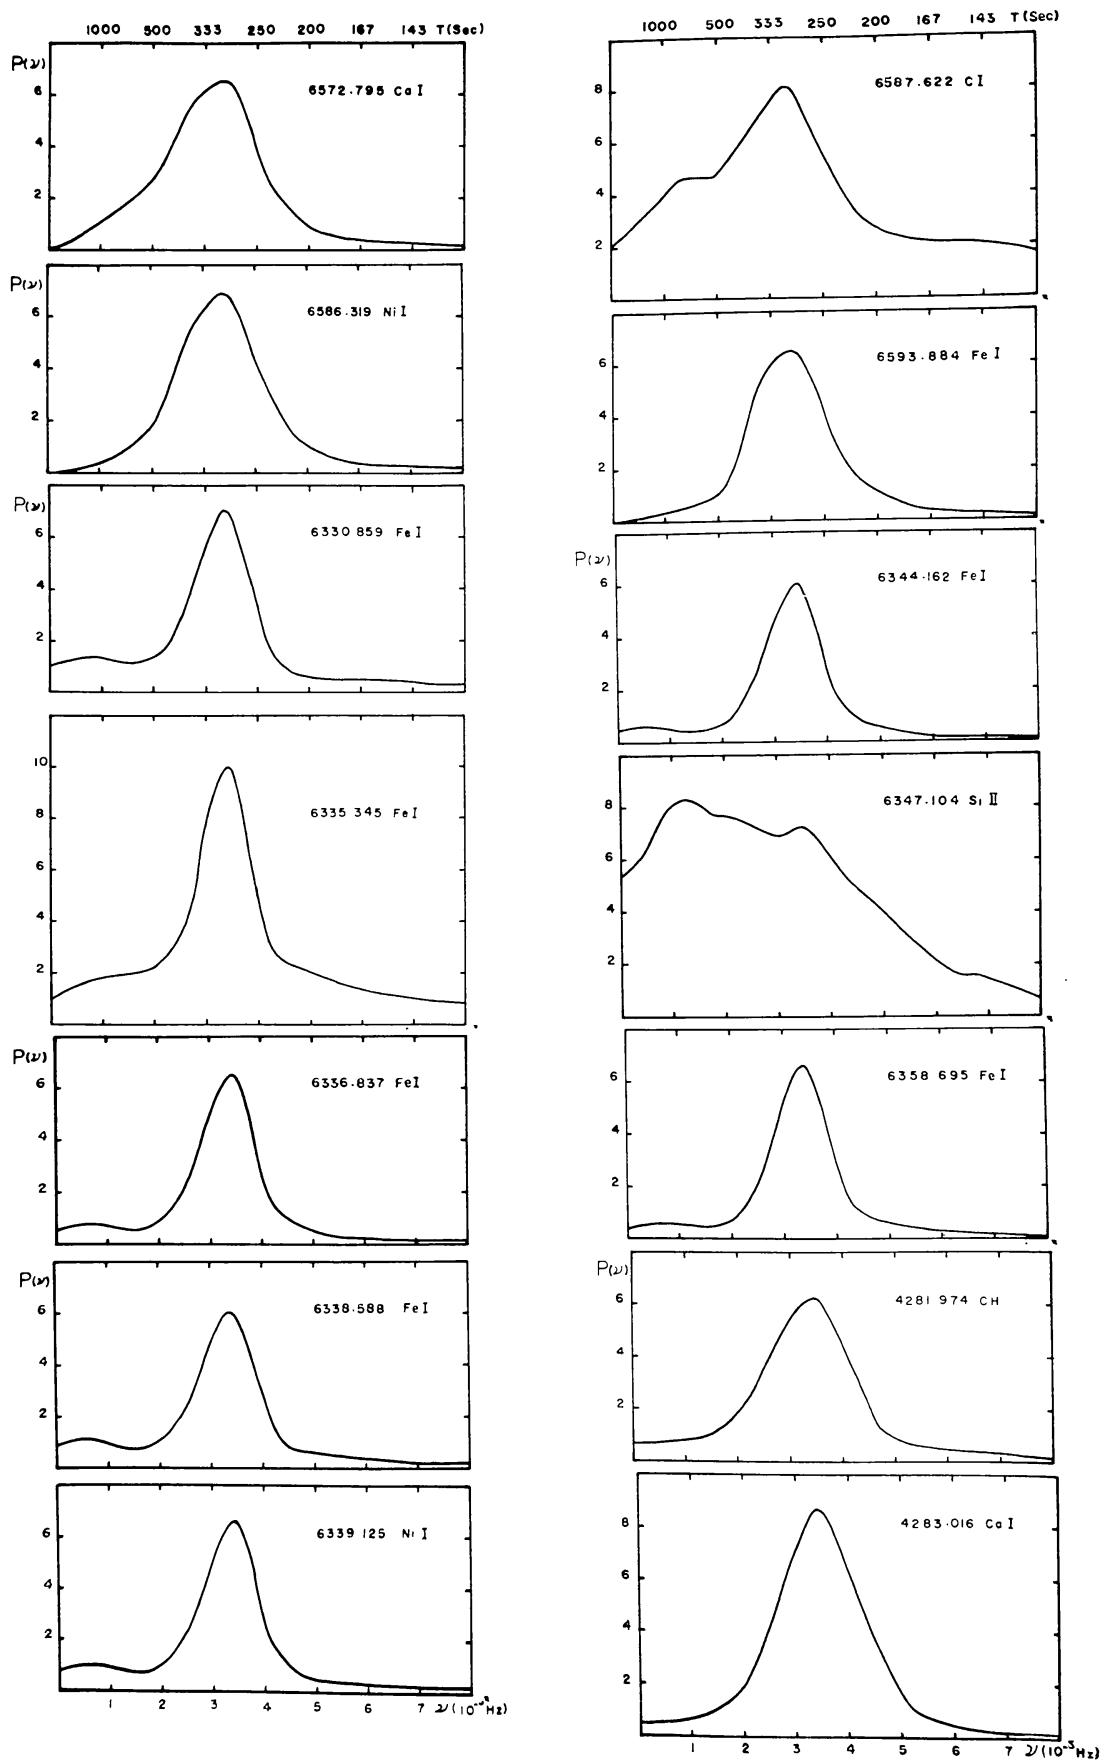 1000 500 333 250 200 167 143 T(Sec)
P(ν)
6572.795 Ca I
6
4
2
P(ν)
6586.319 Ni I
6
4
2
P(ν)
6330 859 Fe I
6
4
2
6335 345 Fe I
10
8
6
4
2
P(ν)
6336.837 Fe I
6
4
2
P(ν)
6338.588 Fe I
6
4
2
6339 125 Ni I
6
4
2
1 2 3 4 5 6 7 ν(10⁻³Hz)
1000 500 333 250 200 167 143 T(Sec)
6587.622 C I
8
6
4
2
6593.884 Fe I
6
4
2
P(ν)
6344.162 Fe I
6
4
2
6347.104 Si II
8
6
4
2
6358 695 Fe I
6
4
2
P(ν)
4281 974 CH
6
4
2
4283.016 Ca I
8
6
4
2
1 2 3 4 5 6 7 ν(10⁻³Hz)